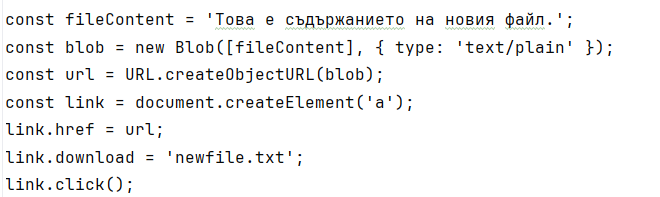 const fileContent = 'Това е съдържанието на новия файл.';
const blob = new Blob([fileContent], { type: 'text/plain' });
const url = URL.createObjectURL(blob);
const link = document.createElement('a');
link.href = url;
link.download = 'newfile.txt';
link.click();